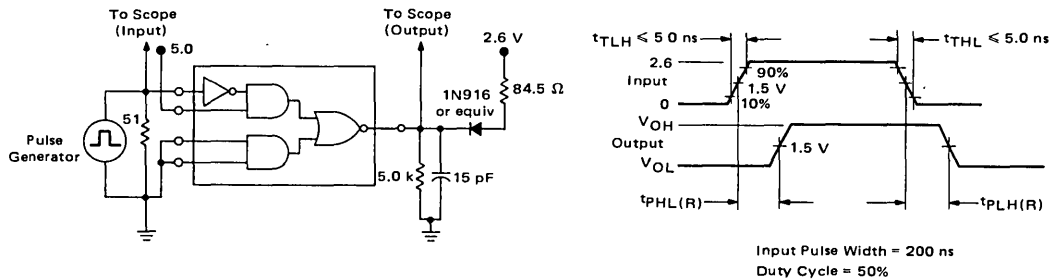 To Scope
(Input)
5.0
51
Pulse
Generator
To Scope
(Output)
2.6 V
84.5 Ω
1N916
or equiv
5.0 k
15 pF
tTLH ≤ 5.0 ns
tTHL ≤ 5.0 ns
2.6
Input
0
90%
1.5 V
10%
VOH
Output
VOL
1.5 V
tPHL(R)
tPLH(R)
Input Pulse Width = 200 ns
Duty Cycle = 50%